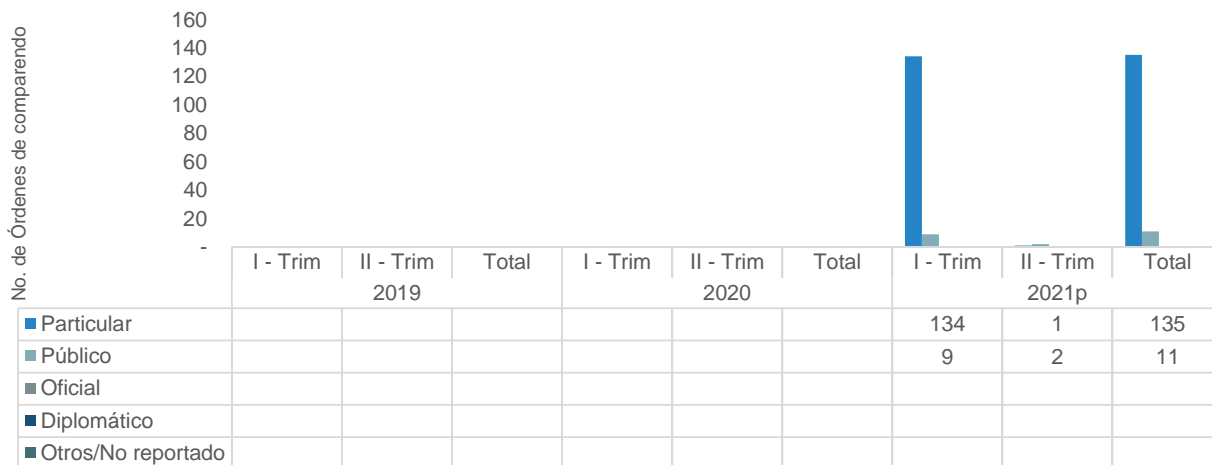 No. de Órdenes de comparendo
160
140
120
100
80
60
40
20
-
I - Trim II - Trim Total I - Trim II - Trim Total I - Trim II - Trim Total
2019 2020 2021p
Particular 134 1 135
Público 9 2 11
Oficial
Diplomático
Otros/No reportado